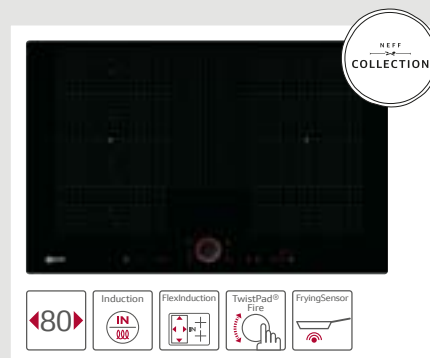 NEFF
COLLECTION
80
Induction
IN
FlexInduction
IN
TwistPad®
Fire
FryingSensor